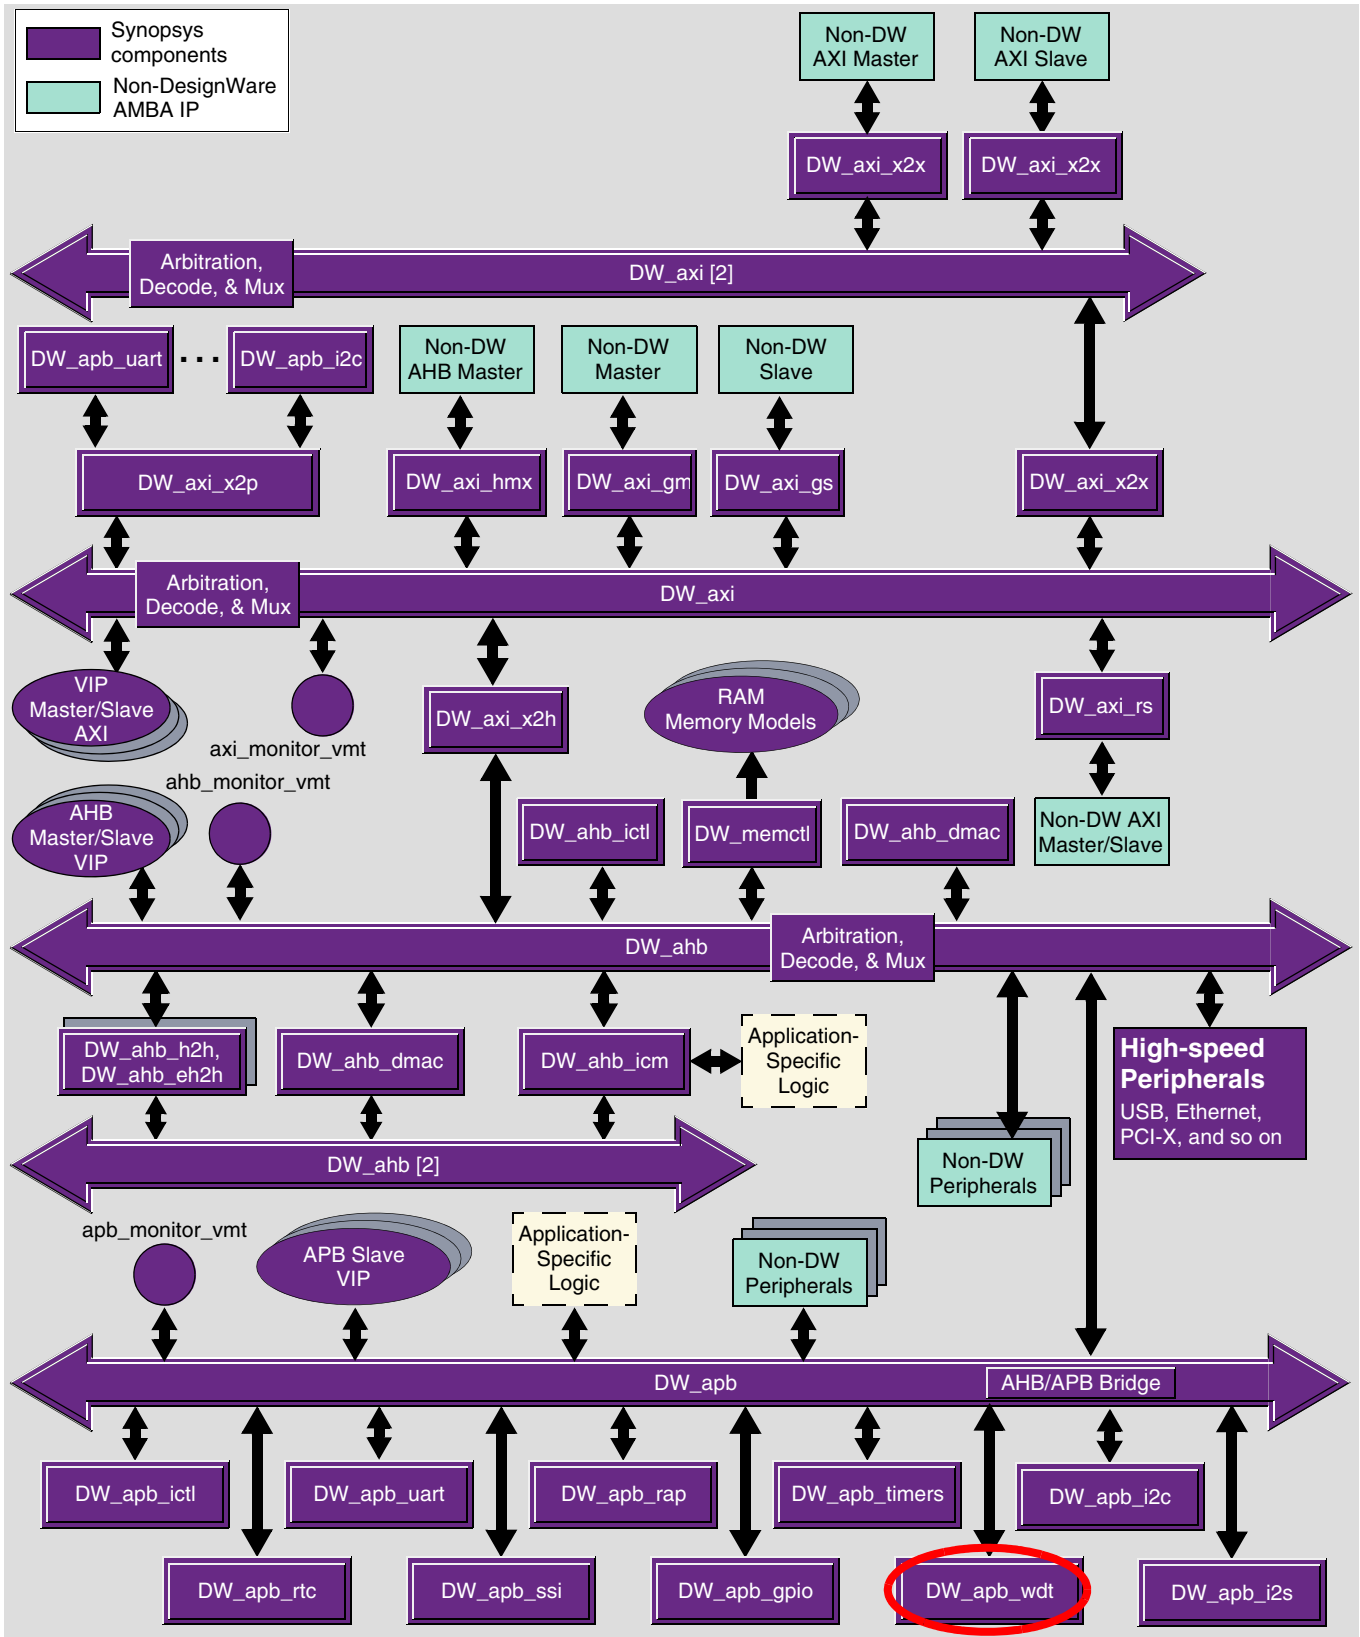 Synopsys
components
Non-DesignWare
AMBA IP
Non-DW
AXI Master
Non-DW
AXI Slave
DW_axi_x2x
DW_axi_x2x
Arbitration,
Decode, & Mux
DW_axi [2]
DW_apb_uart
...
DW_apb_i2c
Non-DW
AHB Master
Non-DW
Master
Non-DW
Slave
DW_axi_x2p
DW_axi_hmx
DW_axi_gm
DW_axi_gs
DW_axi_x2x
Arbitration,
Decode, & Mux
DW_axi
VIP
Master/Slave
AXI
axi_monitor_vmt
DW_axi_x2h
RAM
Memory Models
DW_axi_rs
ahb_monitor_vmt
AHB
Master/Slave
VIP
DW_ahb_ictl
DW_memctl
DW_ahb_dmac
Non-DW AXI
Master/Slave
DW_ahb
Arbitration,
Decode, & Mux
DW_ahb_h2h,
DW_ahb_eh2h
DW_ahb_dmac
DW_ahb_icm
Application-
Specific
Logic
High-speed
Peripherals
USB, Ethernet,
PCI-X, and so on
Non-DW
Peripherals
DW_ahb [2]
apb_monitor_vmt
APB Slave
VIP
Application-
Specific
Logic
Non-DW
Peripherals
DW_apb
AHB/APB Bridge
DW_apb_ictl
DW_apb_uart
DW_apb_rap
DW_apb_timers
DW_apb_i2c
DW_apb_rtc
DW_apb_ssi
DW_apb_gpio
DW_apb_wdt
DW_apb_i2s